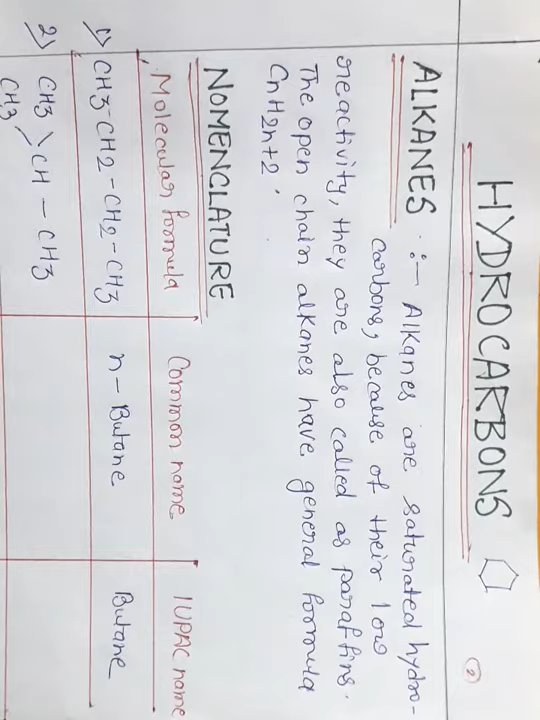 HYDROCARBONS
2
ALKANES :- Alkanes are saturated hydro-
carbons, because of their low
reactivity, they are also called as paraffins.
The open chain alkanes have general formula
CnH2n+2.
NOMENCLATURE
Molecular formula Common name IUPAC name
1) CH3-CH2-CH2-CH3 n-Butane Butane
2) CH3 > CH - CH3
CH3